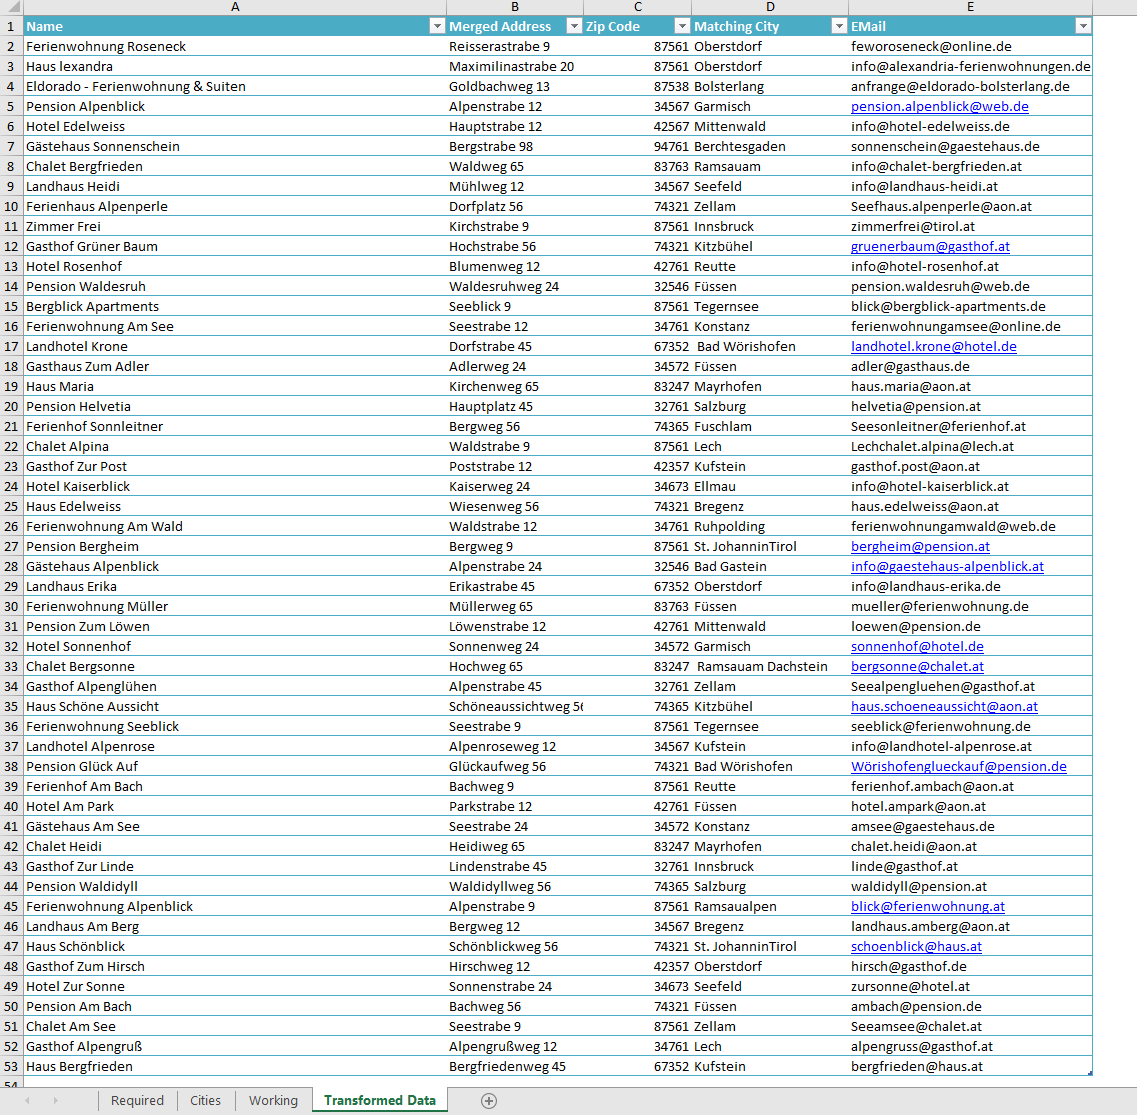 A B C D E
1 Name Merged Address Zip Code Matching City EMail
2 Ferienwohnung Roseneck Reisserastrabe 9 87561 Oberstdorf feworoseneck@online.de
3 Haus lexandra Maximilinastrabe 20 87561 Oberstdorf info@alexandria-ferienwohnungen.de
4 Eldorado - Ferienwohnung & Suiten Goldbachweg 13 87538 Bolsterlang anfrange@eldorado-bolsterlang.de
5 Pension Alpenblick Alpenstrabe 12 34567 Garmisch pension.alpenblick@web.de
6 Hotel Edelweiss Hauptstrabe 12 42567 Mittenwald info@hotel-edelweiss.de
7 Gästehaus Sonnenschein Bergstrabe 98 94761 Berchtesgaden sonnenschein@gaestehaus.de
8 Chalet Bergfrieden Waldweg 65 83763 Ramsauam info@chalet-bergfrieden.at
9 Landhaus Heidi Mühlweg 12 34567 Seefeld info@landhaus-heidi.at
10 Ferienhaus Alpenperle Dorfplatz 56 74321 Zellam Seefhaus.alpenperle@aon.at
11 Zimmer Frei Kirchstrabe 9 87561 Innsbruck zimmerfrei@tirol.at
12 Gasthof Grüner Baum Hochstrabe 56 74321 Kitzbühel gruenerbaum@gasthof.at
13 Hotel Rosenhof Blumenweg 12 42761 Reutte info@hotel-rosenhof.at
14 Pension Waldesruh Waldesruhweg 24 32546 Füssen pension.waldesruh@web.de
15 Bergblick Apartments Seeblick 9 87561 Tegernsee blick@bergblick-apartments.de
16 Ferienwohnung Am See Seestrabe 12 34761 Konstanz ferienwohnungamsee@online.de
17 Landhotel Krone Dorfstrabe 45 67352 Bad Wörishofen landhotel.krone@hotel.de
18 Gasthaus Zum Adler Adlerweg 24 34572 Füssen adler@gasthaus.de
19 Haus Maria Kirchenweg 65 83247 Mayrhofen haus.maria@aon.at
20 Pension Helvetia Hauptplatz 45 32761 Salzburg helvetia@pension.at
21 Ferienhof Sonnleitner Bergweg 56 74365 Fuschlam Seesonleitner@ferienhof.at
22 Chalet Alpina Waldstrabe 9 87561 Lech Lechchalet.alpina@lech.at
23 Gasthof Zur Post Poststrabe 12 42357 Kufstein gasthof.post@aon.at
24 Hotel Kaiserblick Kaiserweg 24 34673 Ellmau info@hotel-kaiserblick.at
25 Haus Edelweiss Wiesenweg 56 74321 Bregenz haus.edelweiss@aon.at
26 Ferienwohnung Am Wald Waldstrabe 12 34761 Ruhpolding ferienwohnungamwald@web.de
27 Pension Bergheim Bergweg 9 87561 St. JohanninTirol bergheim@pension.at
28 Gästehaus Alpenblick Alpenstrabe 24 32546 Bad Gastein info@gaestehaus-alpenblick.at
29 Landhaus Erika Erikastrabe 45 67352 Oberstdorf info@landhaus-erika.de
30 Ferienwohnung Müller Müllerweg 65 83763 Füssen mueller@ferienwohnung.de
31 Pension Zum Löwen Löwenstrabe 12 42761 Mittenwald loewen@pension.de
32 Hotel Sonnenhof Sonnenweg 24 34572 Garmisch sonnenhof@hotel.de
33 Chalet Bergsonne Hochweg 65 83247 Ramsauam Dachstein bergsonne@chalet.at
34 Gasthof Alpenglühen Alpenstrabe 45 32761 Zellam Seealpengluehen@gasthof.at
35 Haus Schöne Aussicht Schöneaussichtweg 56 74365 Kitzbühel haus.schoeneaussicht@aon.at
36 Ferienwohnung Seeblick Seestrabe 9 87561 Tegernsee seeblick@ferienwohnung.de
37 Landhotel Alpenrose Alpenroseweg 12 34567 Kufstein info@landhotel-alpenrose.at
38 Pension Glück Auf Glückaufweg 56 74321 Bad Wörishofen Wörishofenglueckauf@pension.de
39 Ferienhof Am Bach Bachweg 9 87561 Reutte ferienhof.ambach@aon.at
40 Hotel Am Park Parkstrabe 12 42761 Füssen hotel.ampark@aon.at
41 Gästehaus Am See Seestrabe 24 34572 Konstanz amsee@gaestehaus.de
42 Chalet Heidi Heidiweg 65 83247 Mayrhofen chalet.heidi@aon.at
43 Gasthof Zur Linde Lindenstrabe 45 32761 Innsbruck linde@gasthof.at
44 Pension Waldidyll Waldidyllweg 56 74365 Salzburg waldidyll@pension.at
45 Ferienwohnung Alpenblick Alpenstrabe 9 87561 Ramsaualpen blick@ferienwohnung.at
46 Landhaus Am Berg Bergweg 12 34567 Bregenz landhaus.amberg@aon.at
47 Haus Schönblick Schönblickweg 56 74321 St. JohanninTirol schoenblick@haus.at
48 Gasthof Zum Hirsch Hirschweg 12 42357 Oberstdorf hirsch@gasthof.de
49 Hotel Zur Sonne Sonnenstrabe 24 34673 Seefeld zursonne@hotel.at
50 Pension Am Bach Bachweg 56 74321 Füssen ambach@pension.de
51 Chalet Am See Seestrabe 9 87561 Zellam Seeamsee@chalet.at
52 Gasthof Alpengruß Alpengrußweg 12 34761 Lech alpengruss@gasthof.at
53 Haus Bergfrieden Bergfriedenweg 45 67352 Kufstein bergfrieden@haus.at
54
Required Cities Working Transformed Data